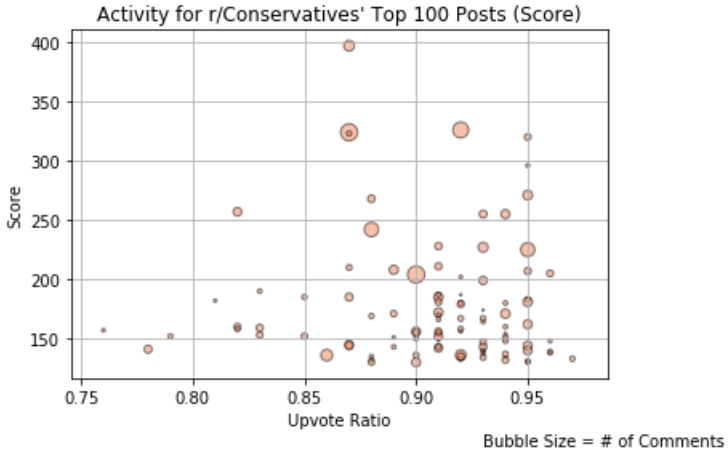 Activity for r/Conservatives' Top 100 Posts (Score)
400
350
300
250
200
150
Score
0.75 0.80 0.85 0.90 0.95
Upvote Ratio
Bubble Size = # of Comments